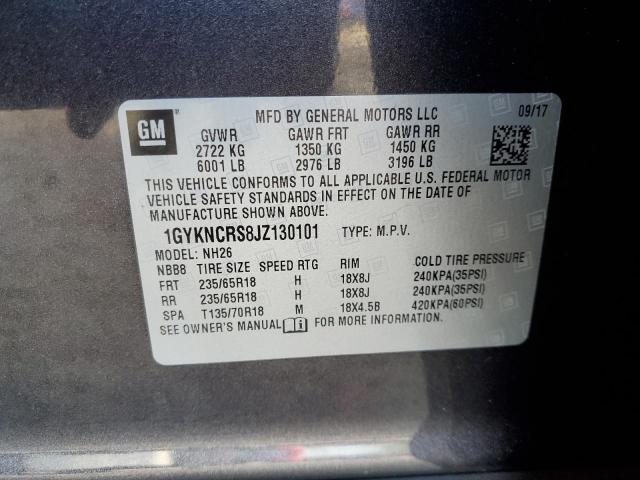 GM
MFD BY GENERAL MOTORS LLC 09/17
GVWR GAWR FRT GAWR RR
2722 KG 1350 KG 1450 KG
6001 LB 2976 LB 3196 LB
THIS VEHICLE CONFORMS TO ALL APPLICABLE U.S. FEDERAL MOTOR
VEHICLE SAFETY STANDARDS IN EFFECT ON THE DATE OF
MANUFACTURE SHOWN ABOVE.
1GYKNCRS8JZ130101 TYPE: M.P.V.
MODEL: NH26
NBB8 TIRE SIZE SPEED RTG RIM COLD TIRE PRESSURE
FRT 235/65R18 H 18X8J 240KPA(35PSI)
RR 235/65R18 H 18X8J 240KPA(35PSI)
SPA T135/70R18 M 18X4.5B 420KPA(60PSI)
SEE OWNER'S MANUAL FOR MORE INFORMATION.